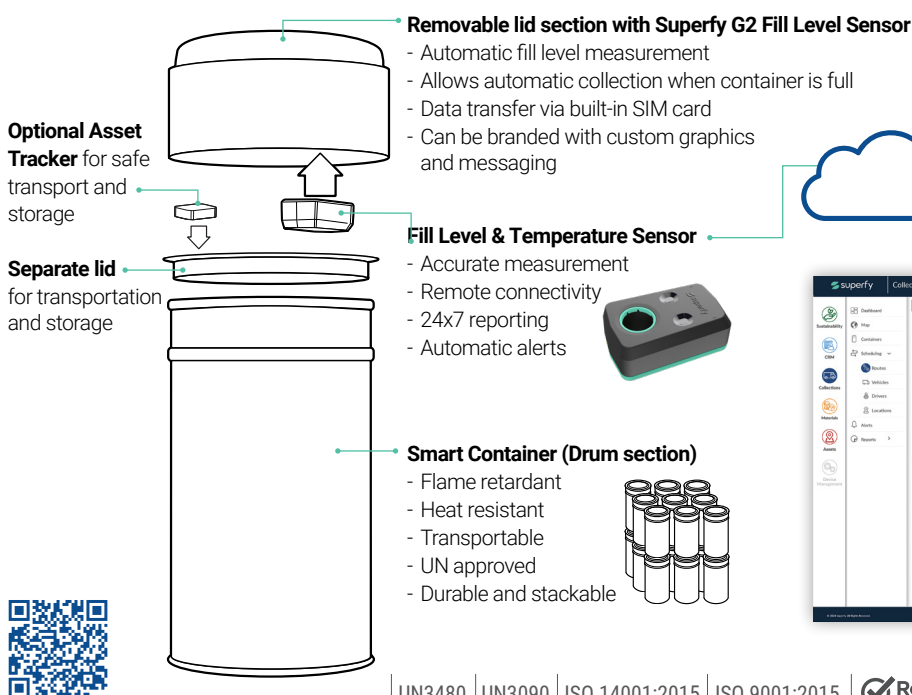 Removable lid section with Superfy G2 Fill Level Sensor
- Automatic fill level measurement
- Allows automatic collection when container is full
- Data transfer via built-in SIM card
- Can be branded with custom graphics
and messaging
Optional Asset
Tracker for safe
transport and
storage
Separate lid
for transportation
and storage
Fill Level & Temperature Sensor
- Accurate measurement
- Remote connectivity
- 24x7 reporting
- Automatic alerts
superfy
superfy
Sustainability
CRM
Collections
Materials
Assets
Device
Management
Dashboard
Map
Containers
Scheduling
Routes
Vehicles
Drivers
Locations
Alerts
Reports
Smart Container (Drum section)
- Flame retardant
- Heat resistant
- Transportable
- UN approved
- Durable and stackable
UN3480 UN3090 ISO 14001:2015 ISO 9001:2015